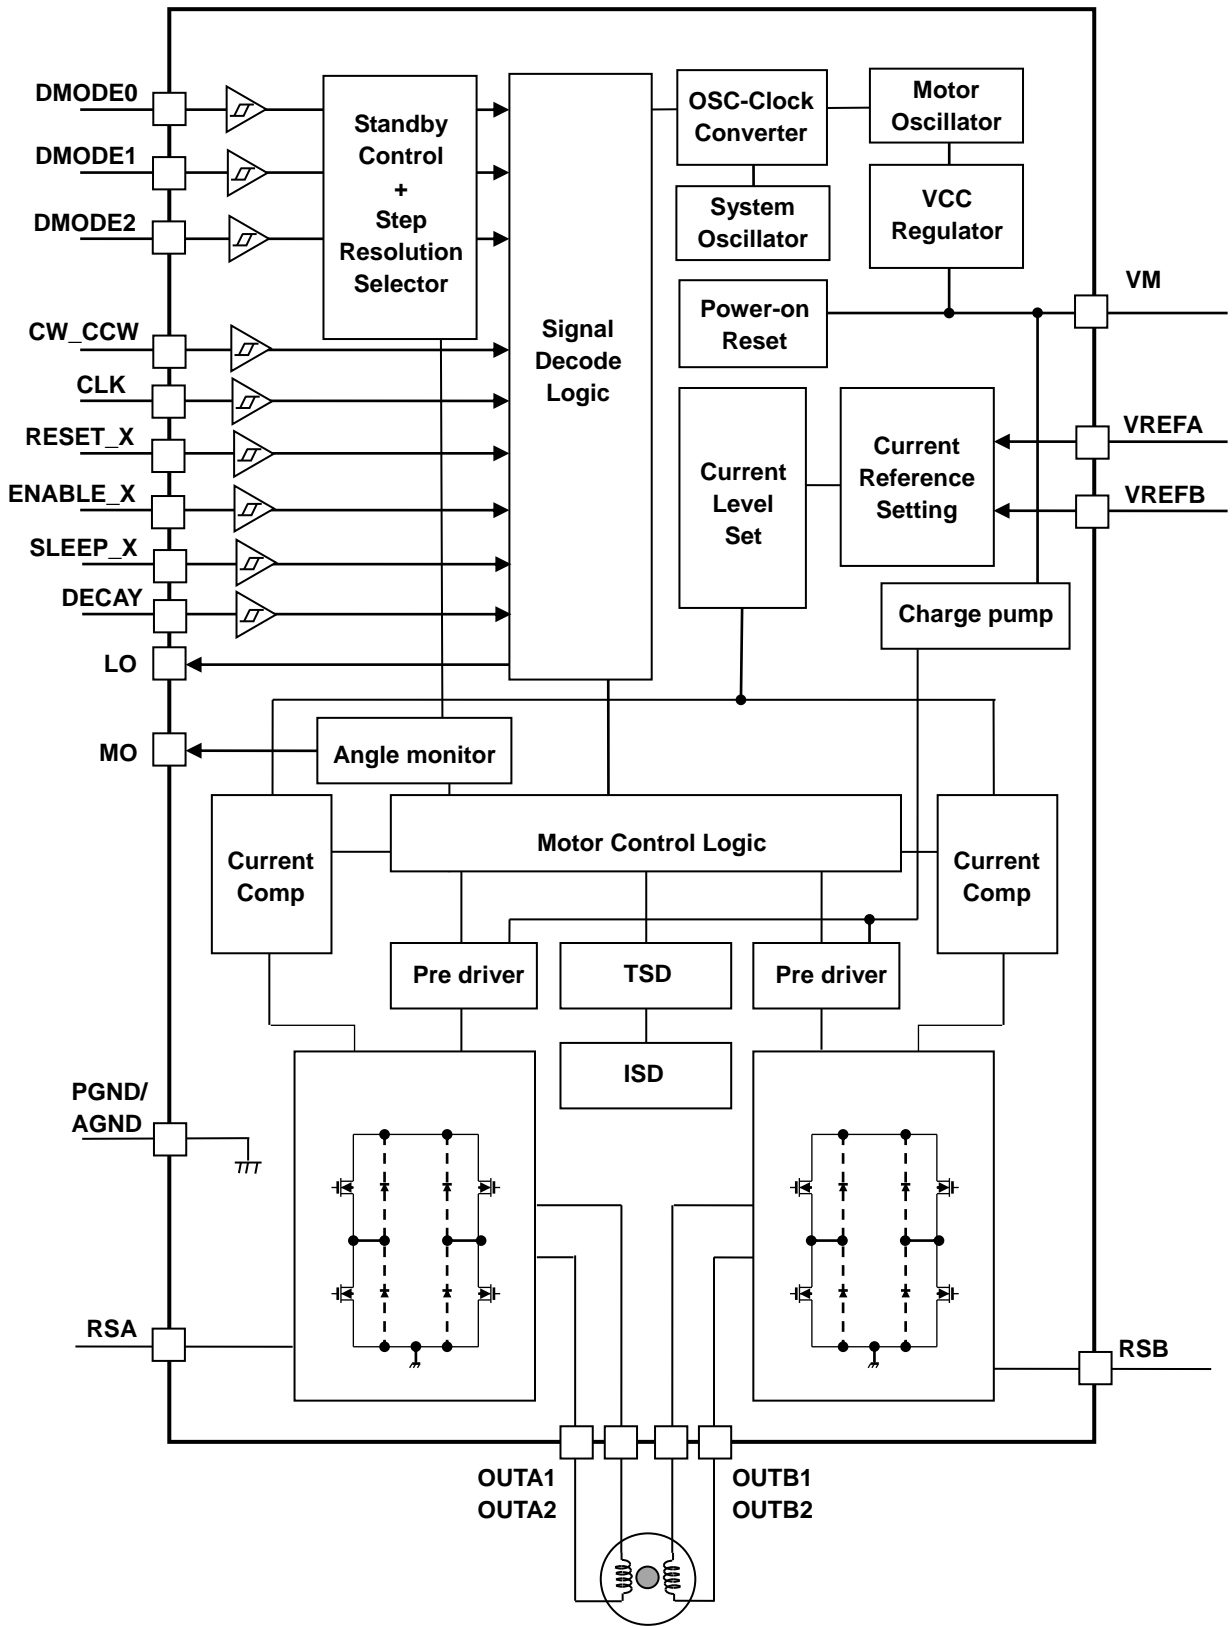 DMODE0
DMODE1
DMODE2
CW_CCW
CLK
RESET_X
ENABLE_X
SLEEP_X
DECAY
LO
MO
Standby
Control
+
Step
Resolution
Selector
Signal
Decode
Logic
OSC-Clock
Converter
Motor
Oscillator
System
Oscillator
VCC
Regulator
Power-on
Reset
VM
Current
Level
Set
Current
Reference
Setting
VREFA
VREFB
Charge pump
Angle monitor
Motor Control Logic
Current
Comp
Current
Comp
Pre driver
TSD
Pre driver
ISD
PGND/
AGND
RSA
RSB
OUTA1
OUTA2
OUTB1
OUTB2